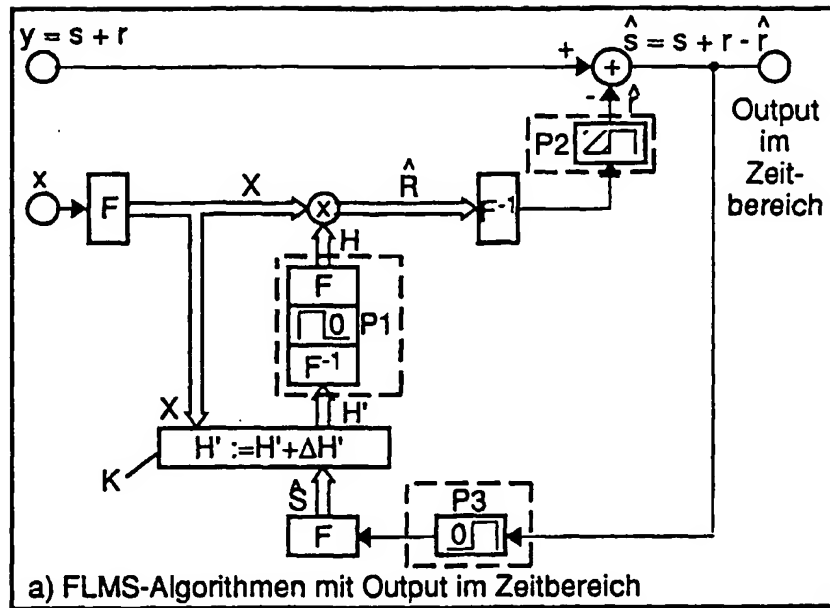 y = s + r
+
+
ŝ = s + r - r̂
-
r̂
P2
Output
im
Zeit-
bereich
x
F
X
x
R̂
F⁻¹
H
F
0
P1
F⁻¹
X
H'
H' :=H'+ΔH'
K
Ŝ
P3
F
0
a) FLMS-Algorithmen mit Output im Zeitbereich